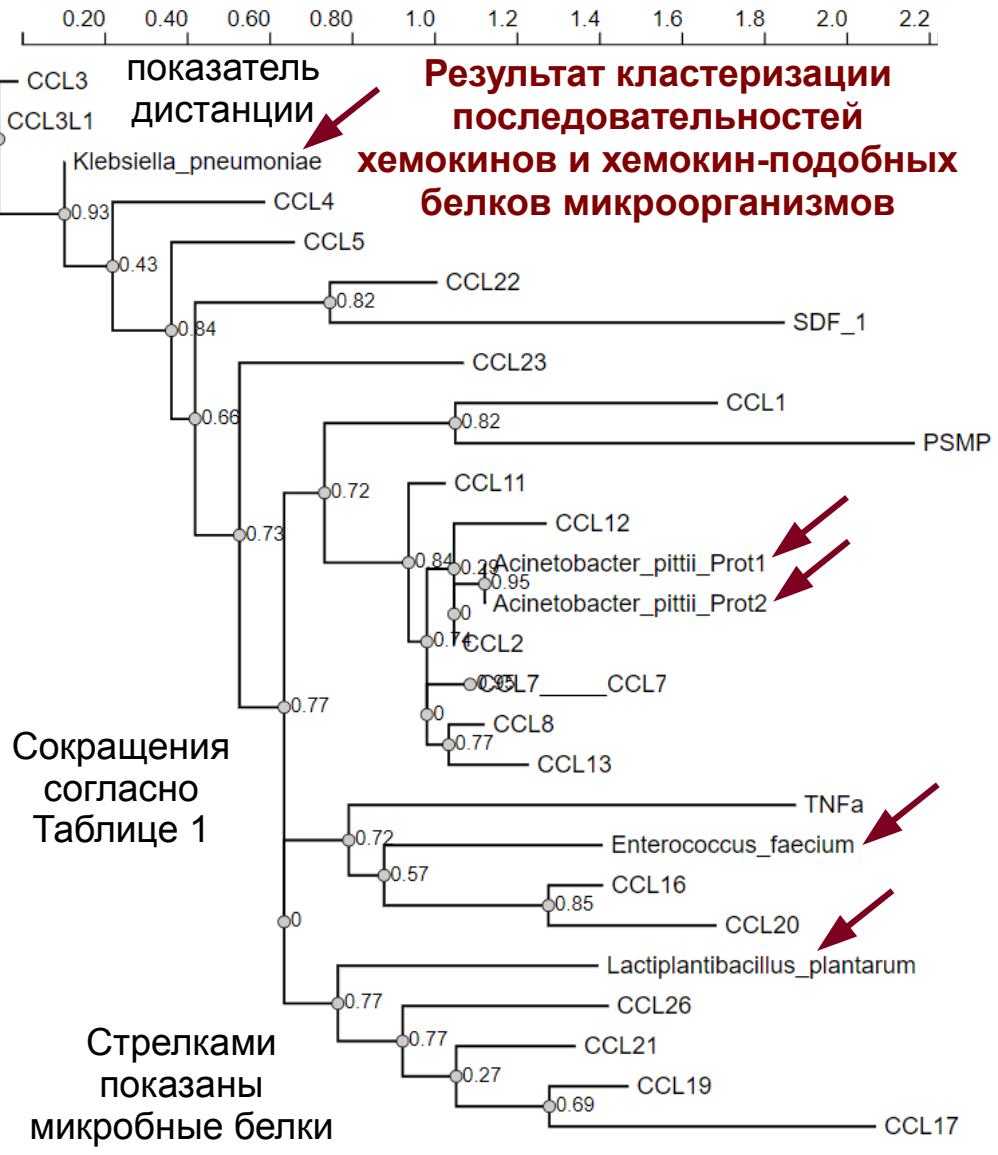 0.20 0.40 0.60 0.80 1.0 1.2 1.4 1.6 1.8 2.0 2.2
показатель
дистанции
Результат кластеризации
последовательностей
хемокинов и хемокин-подобных
белков микроорганизмов
CCL3
CCL3L1
Klebsiella_pneumoniae
0.93
CCL4
0.43
CCL5
0.84
CCL22
0.82
SDF_1
0.66
CCL23
0.73
CCL1
0.82
PSMP
0.72
CCL11
0.84
CCL12
0.29
Acinetobacter_pittii_Prot1
0.95
Acinetobacter_pittii_Prot2
0
0.74
CCL2
0.95
CCL7______CCL7
0
CCL8
0.77
CCL13
0.77
Сокращения
согласно
Таблице 1
TNFa
0.72
Enterococcus_faecium
0.57
CCL16
0.85
CCL20
0
Lactiplantibacillus_plantarum
0.77
CCL26
0.77
CCL21
0.27
CCL19
0.69
CCL17
Стрелками
показаны
микробные белки